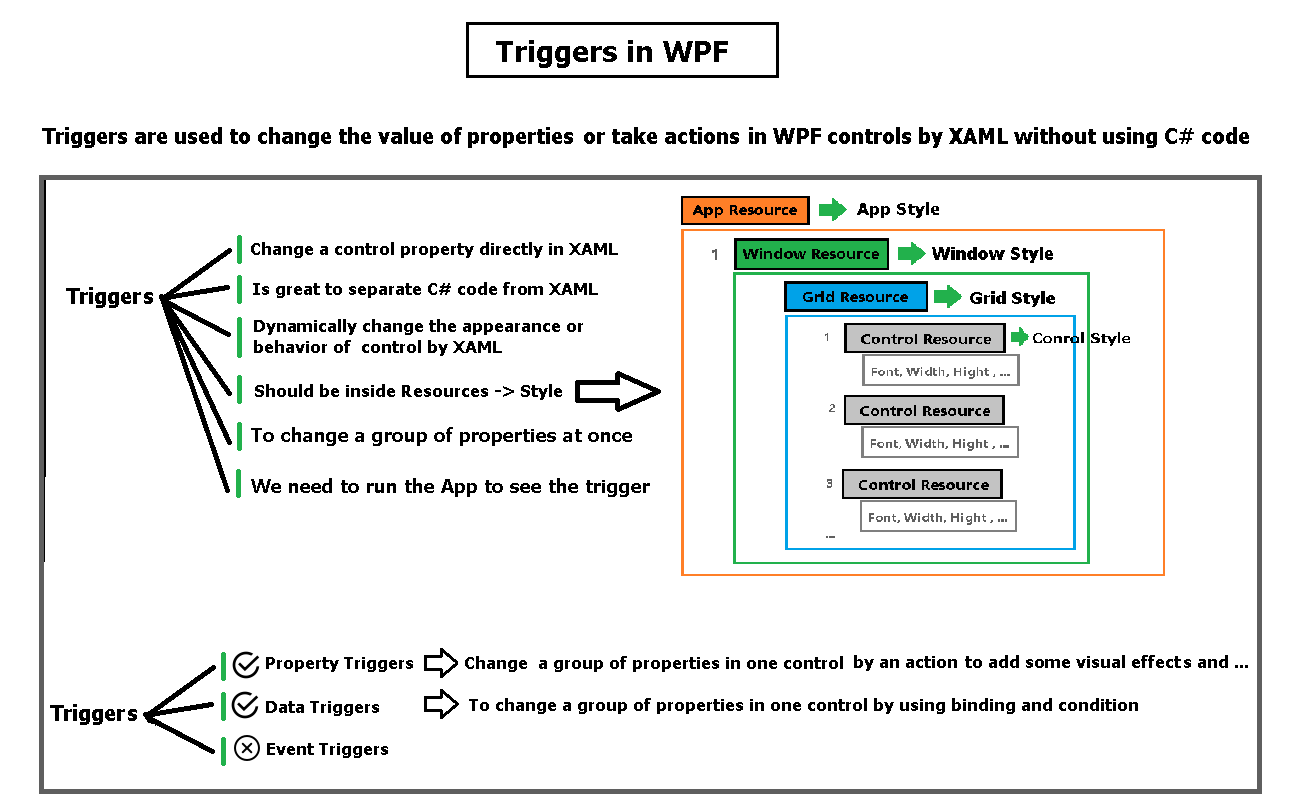 Triggers in WPF
Triggers are used to change the value of properties or take actions in WPF controls by XAML without using C# code
Triggers
Change a control property directly in XAML
Is great to separate C# code from XAML
Dynamically change the appearance or
behavior of control by XAML
Should be inside Resources -> Style
To change a group of properties at once
We need to run the App to see the trigger
App Resource
App Style
1
Window Resource
Window Style
Grid Resource
Grid Style
1
Control Resource
Conrol Style
Font, Width, Hight , ...
2
Control Resource
Font, Width, Hight , ...
3
Control Resource
Font, Width, Hight , ...
...
Triggers
Property Triggers
Change a group of properties in one control by an action to add some visual effects and ...
Data Triggers
To change a group of properties in one control by using binding and condition
Event Triggers